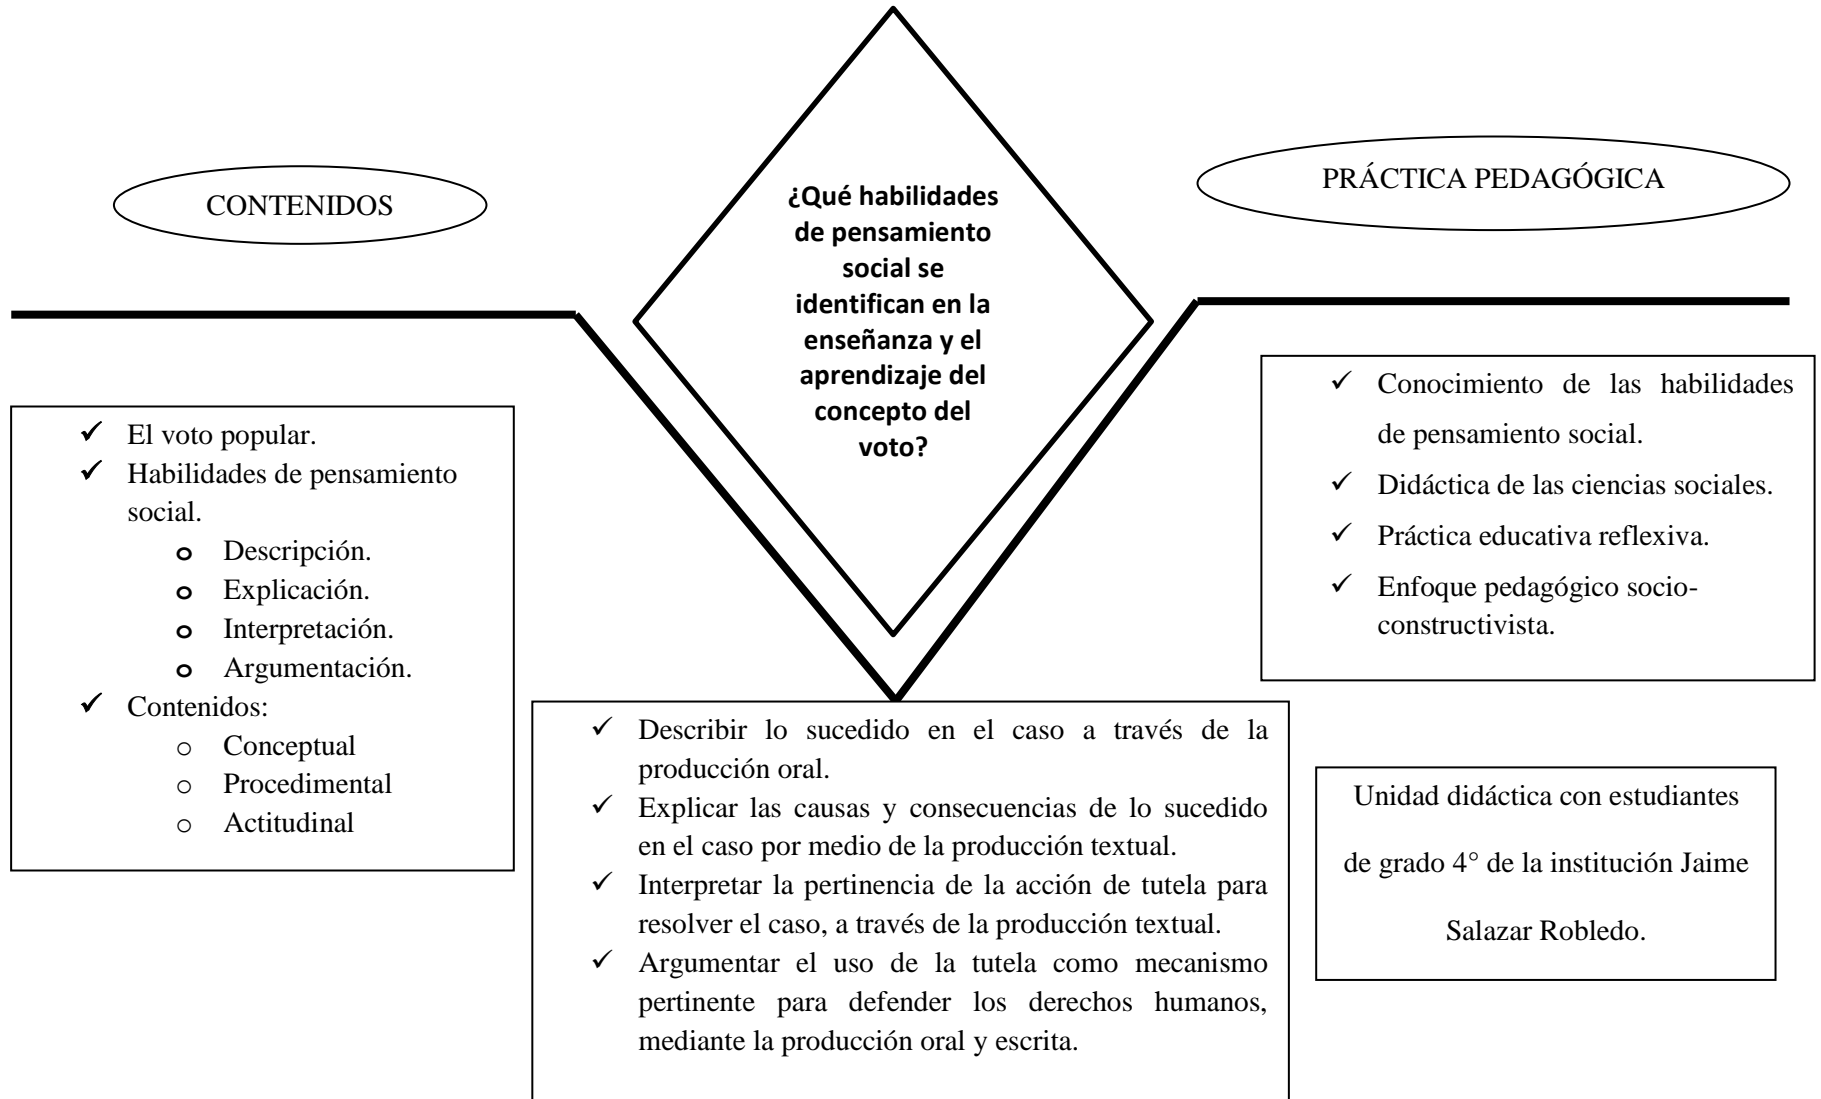 CONTENIDOS
¿Qué habilidades
de pensamiento
social se
identifican en la
enseñanza y el
aprendizaje del
concepto del
voto?
PRÁCTICA PEDAGÓGICA
✓ El voto popular.
✓ Habilidades de pensamiento
social.
o Descripción.
o Explicación.
o Interpretación.
o Argumentación.
✓ Contenidos:
o Conceptual
o Procedimental
o Actitudinal
✓ Describir lo sucedido en el caso a través de la
producción oral.
✓ Explicar las causas y consecuencias de lo sucedido
en el caso por medio de la producción textual.
✓ Interpretar la pertinencia de la acción de tutela para
resolver el caso, a través de la producción textual.
✓ Argumentar el uso de la tutela como mecanismo
pertinente para defender los derechos humanos,
mediante la producción oral y escrita.
✓ Conocimiento de las habilidades
de pensamiento social.
✓ Didáctica de las ciencias sociales.
✓ Práctica educativa reflexiva.
✓ Enfoque pedagógico socio-
constructivista.
Unidad didáctica con estudiantes
de grado 4° de la institución Jaime
Salazar Robledo.